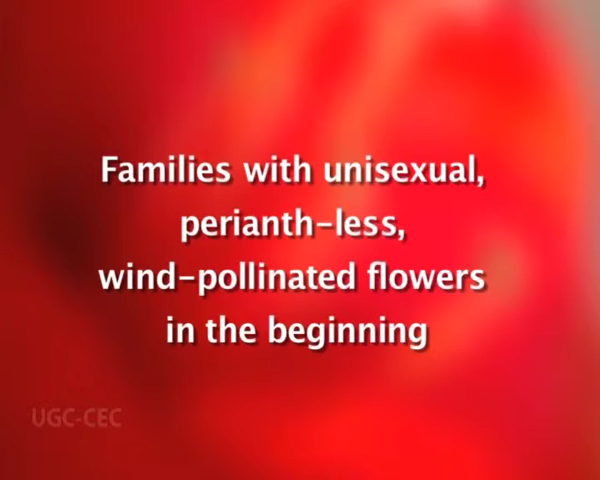 Families with unisexual,
perianth-less,
wind-pollinated flowers
in the beginning
UGC-CEC